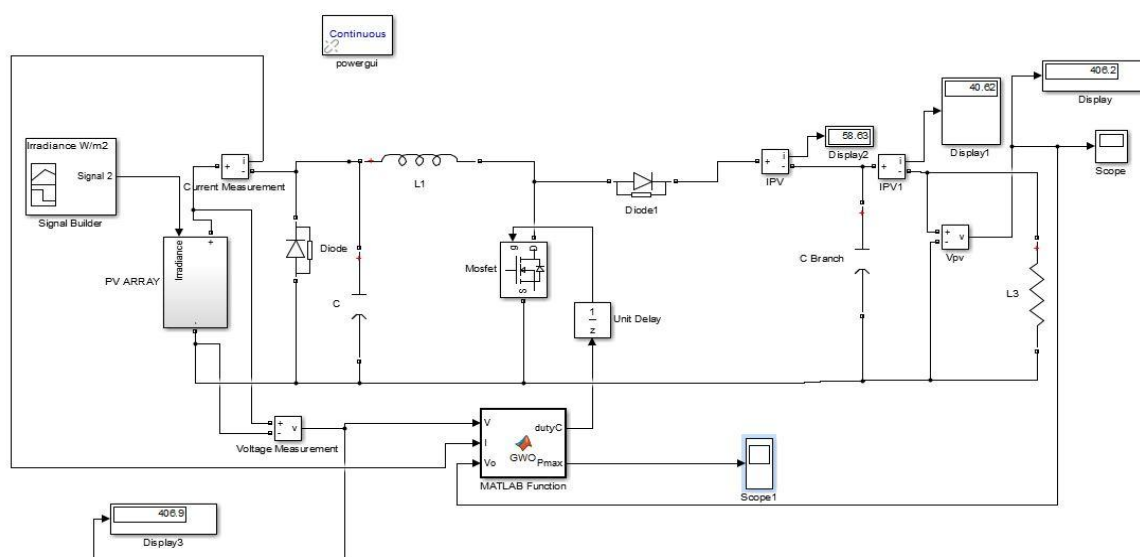 Continuous
powergui
406.2
Display
40.62
Display1
58.63
Display2
Scope
Irradiance W/m2
Signal 2
Signal Builder
+
i
-
Current Measurement
L1
+
i
-
IPV
+
i
-
IPV1
Diode1
Irradiance
+
-
PV ARRAY
Diode
C
Mosfet
g
D
S
1
z
Unit Delay
C Branch
+
-
v
Vpv
L3
+
-
v
Voltage Measurement
V
I
Vo
dutyC
GWO
Pmax
MATLAB Function
Scope1
406.9
Display3